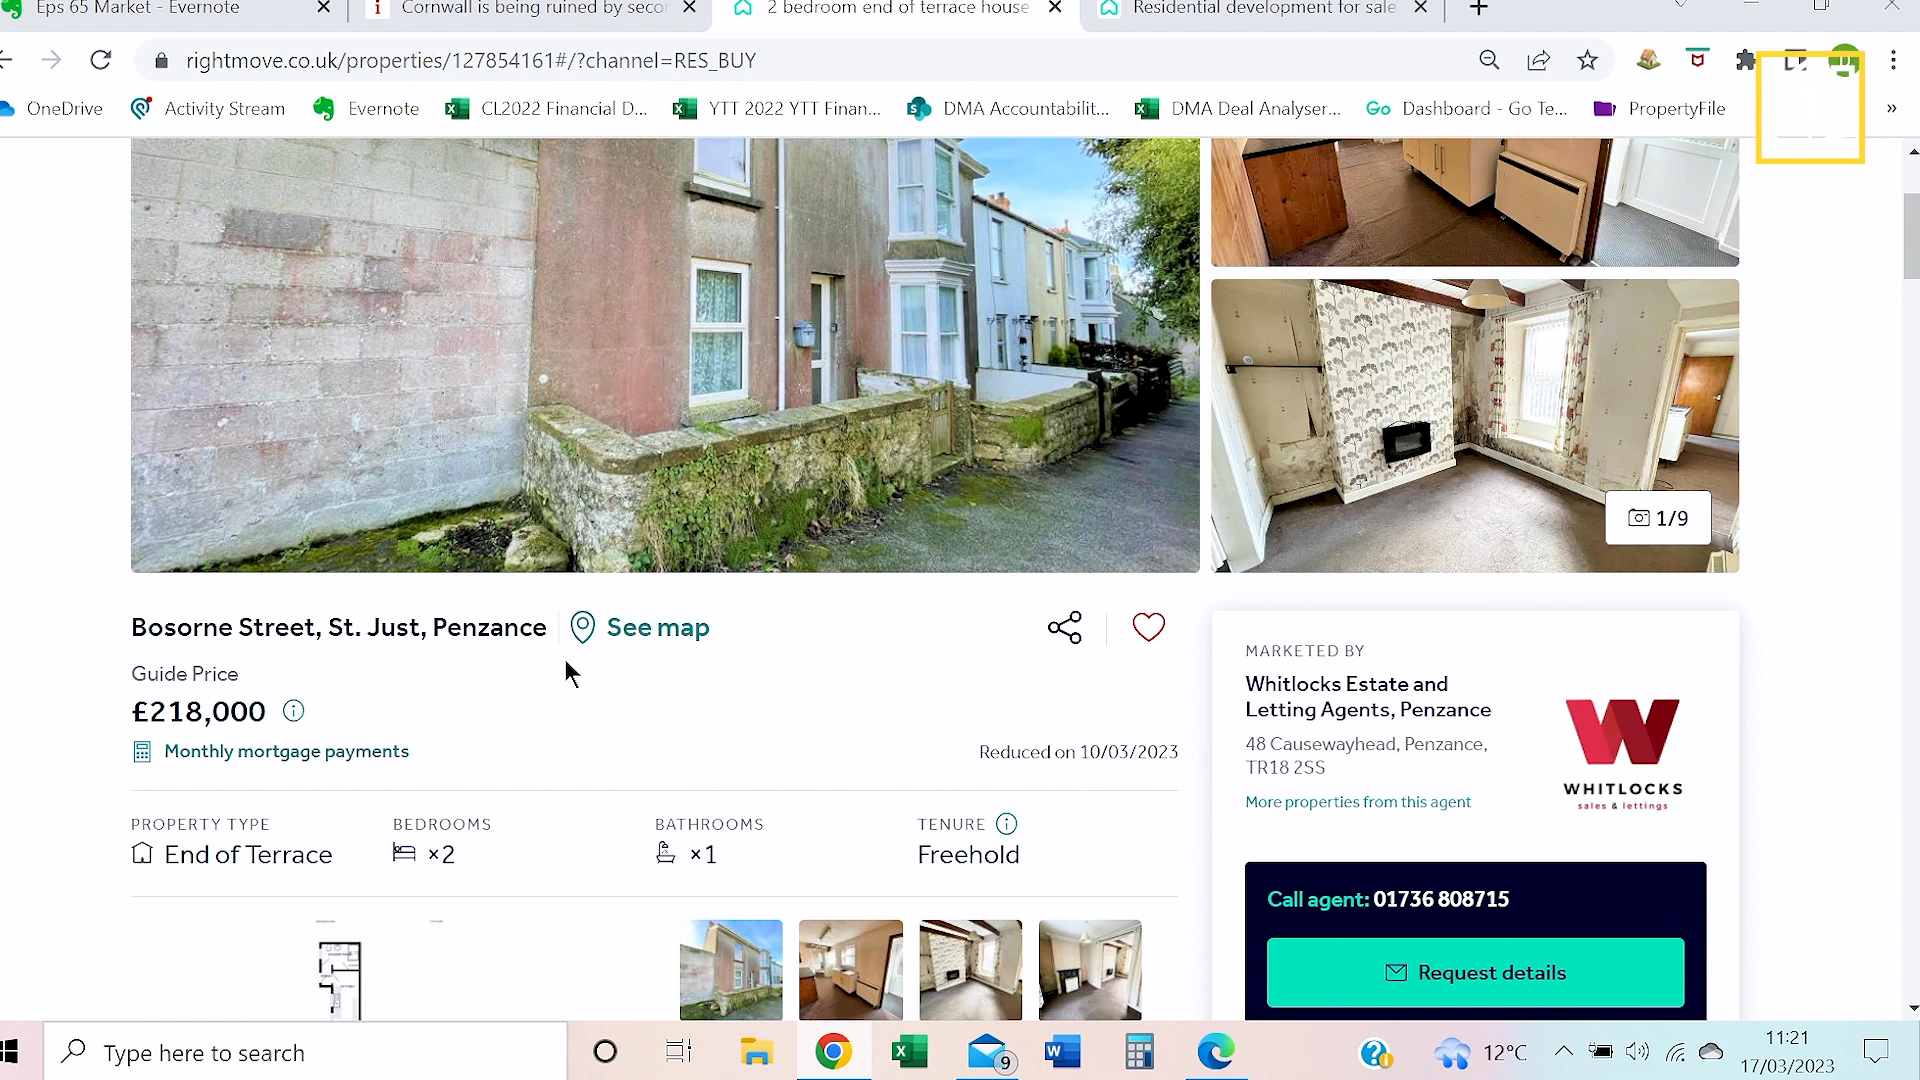 Eps 65 Market - Evernote
Cornwall is being ruined by secon
2 bedroom end of terrace house
Residential development for sale
rightmove.co.uk/properties/127854161#/?channel=RES_BUY
OneDrive
Activity Stream
Evernote
CL2022 Financial D...
YTT 2022 YTT Finan...
DMA Accountabilit...
DMA Deal Analyser...
Go
Dashboard - Go Te...
PropertyFile
1/9
Bosorne Street, St. Just, Penzance
See map
Guide Price
£218,000
Monthly mortgage payments
Reduced on 10/03/2023
PROPERTY TYPE
End of Terrace
BEDROOMS
×2
BATHROOMS
×1
TENURE
Freehold
MARKETED BY
Whitlocks Estate and
Letting Agents, Penzance
48 Causewayhead, Penzance,
TR18 2SS
More properties from this agent
WHITLOCKS
sales & lettings
Call agent: 01736 808715
Request details
Type here to search
9
12°C
11:21
17/03/2023